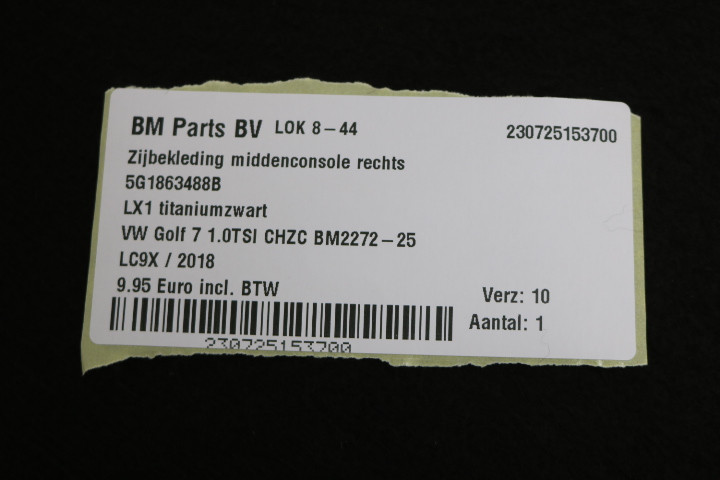 BM Parts BV LOK 8-44 230725153700
Zijbekleding middenconsole rechts
5G1863488B
LX1 titaniumzwart
VW Golf 7 1.0TSI CHZC BM2272-25
LC9X / 2018
9.95 Euro incl. BTW
Verz: 10
Aantal: 1
230725153700